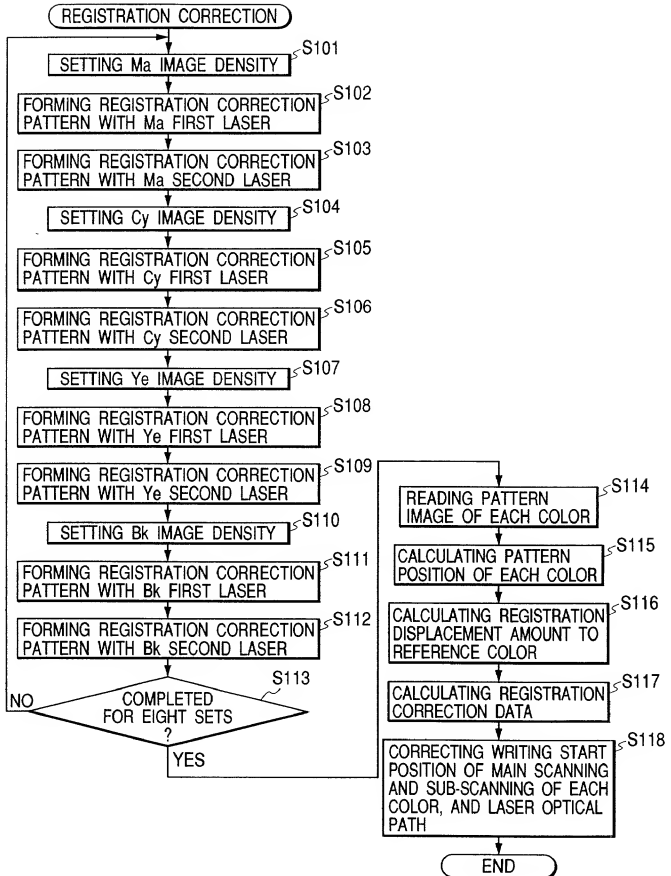 REGISTRATION CORRECTION
S101
SETTING Ma IMAGE DENSITY
S102
FORMING REGISTRATION CORRECTION
PATTERN WITH Ma FIRST LASER
S103
FORMING REGISTRATION CORRECTION
PATTERN WITH Ma SECOND LASER
S104
SETTING Cy IMAGE DENSITY
S105
FORMING REGISTRATION CORRECTION
PATTERN WITH Cy FIRST LASER
S106
FORMING REGISTRATION CORRECTION
PATTERN WITH Cy SECOND LASER
S107
SETTING Ye IMAGE DENSITY
S108
FORMING REGISTRATION CORRECTION
PATTERN WITH Ye FIRST LASER
S109
FORMING REGISTRATION CORRECTION
PATTERN WITH Ye SECOND LASER
S110
SETTING Bk IMAGE DENSITY
S111
FORMING REGISTRATION CORRECTION
PATTERN WITH Bk FIRST LASER
S112
FORMING REGISTRATION CORRECTION
PATTERN WITH Bk SECOND LASER
S113
NO
COMPLETED
FOR EIGHT SETS
?
YES
S114
READING PATTERN
IMAGE OF EACH COLOR
S115
CALCULATING PATTERN
POSITION OF EACH COLOR
S116
CALCULATING REGISTRATION
DISPLACEMENT AMOUNT TO
REFERENCE COLOR
S117
CALCULATING REGISTRATION
CORRECTION DATA
S118
CORRECTING WRITING START
POSITION OF MAIN SCANNING
AND SUB-SCANNING OF EACH
COLOR, AND LASER OPTICAL
PATH
END